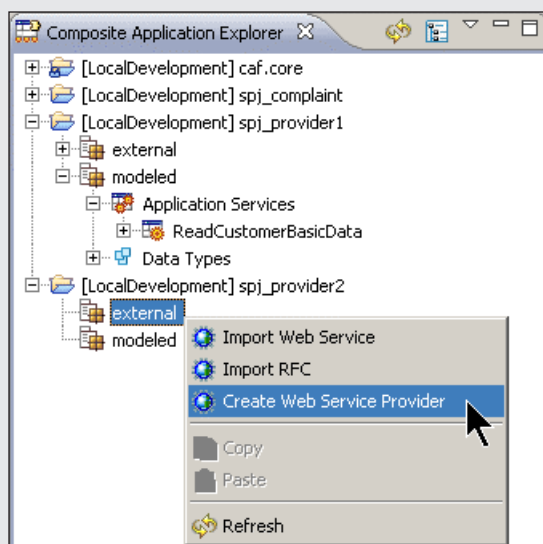 Composite Application Explorer
[LocalDevelopment] caf.core
[LocalDevelopment] spj_complaint
[LocalDevelopment] spj_provider1
external
modeled
Application Services
ReadCustomerBasicData
Data Types
[LocalDevelopment] spj_provider2
external
modeled
Import Web Service
Import RFC
Create Web Service Provider
Copy
Paste
Refresh